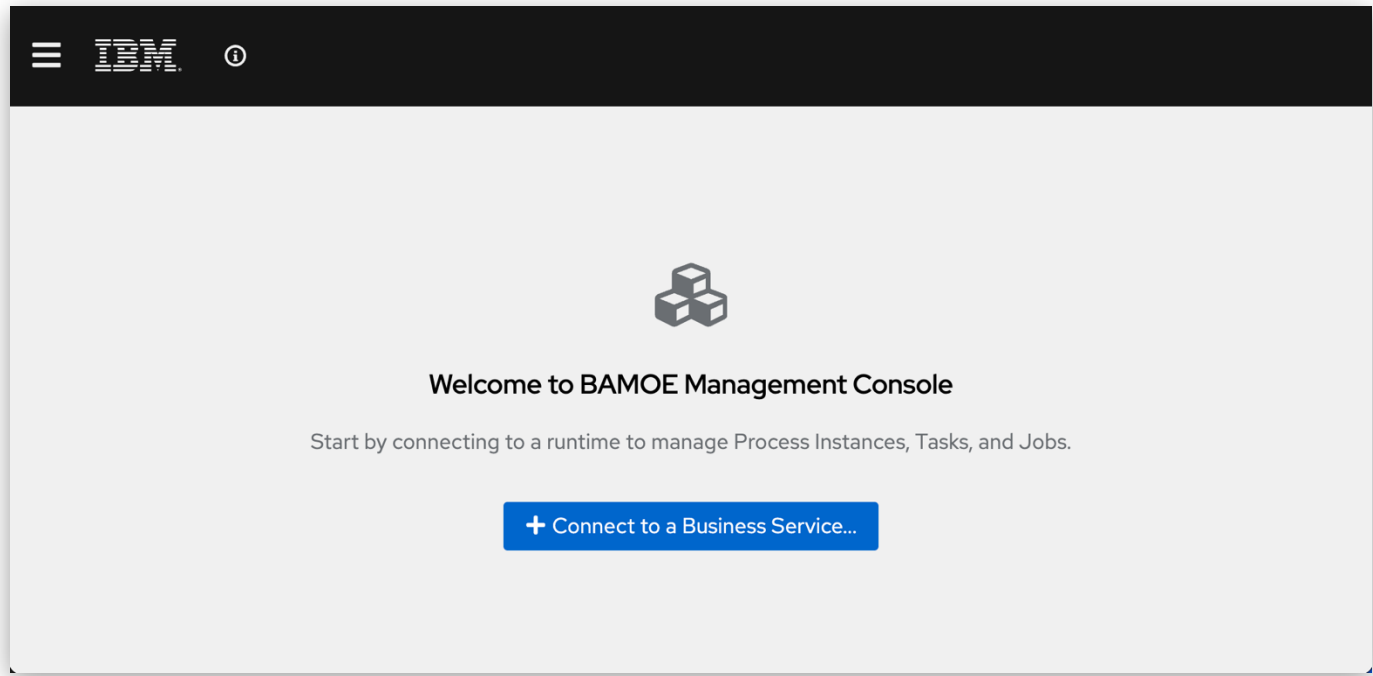 IBM
Welcome to BAMOE Management Console
Start by connecting to a runtime to manage Process Instances, Tasks, and Jobs.
Connect to a Business Service...